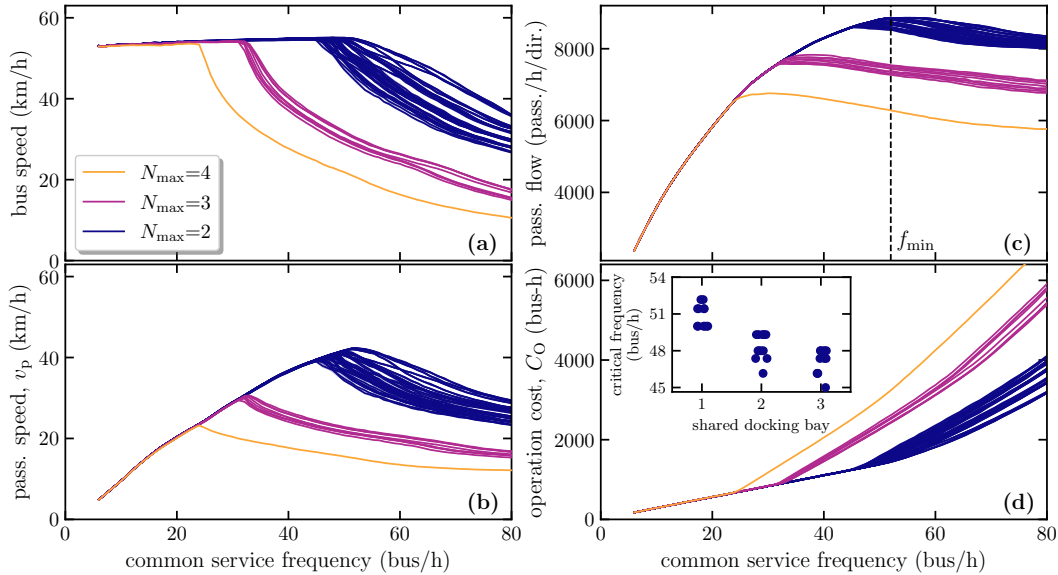 60
40
20
0
bus speed (km/h)
N_max=4
N_max=3
N_max=2
(a)
8000
6000
4000
pass. flow (pass./h/dir.)
f_min
(c)
60
40
20
0
pass. speed, v_p (km/h)
(b)
0 20 40 60 80
common service frequency (bus/h)
6000
4000
2000
0
operation cost, C_O (bus-h)
54
51
48
45
critical frequency
(bus/h)
1 2 3
shared docking bay
(d)
0 20 40 60 80
common service frequency (bus/h)